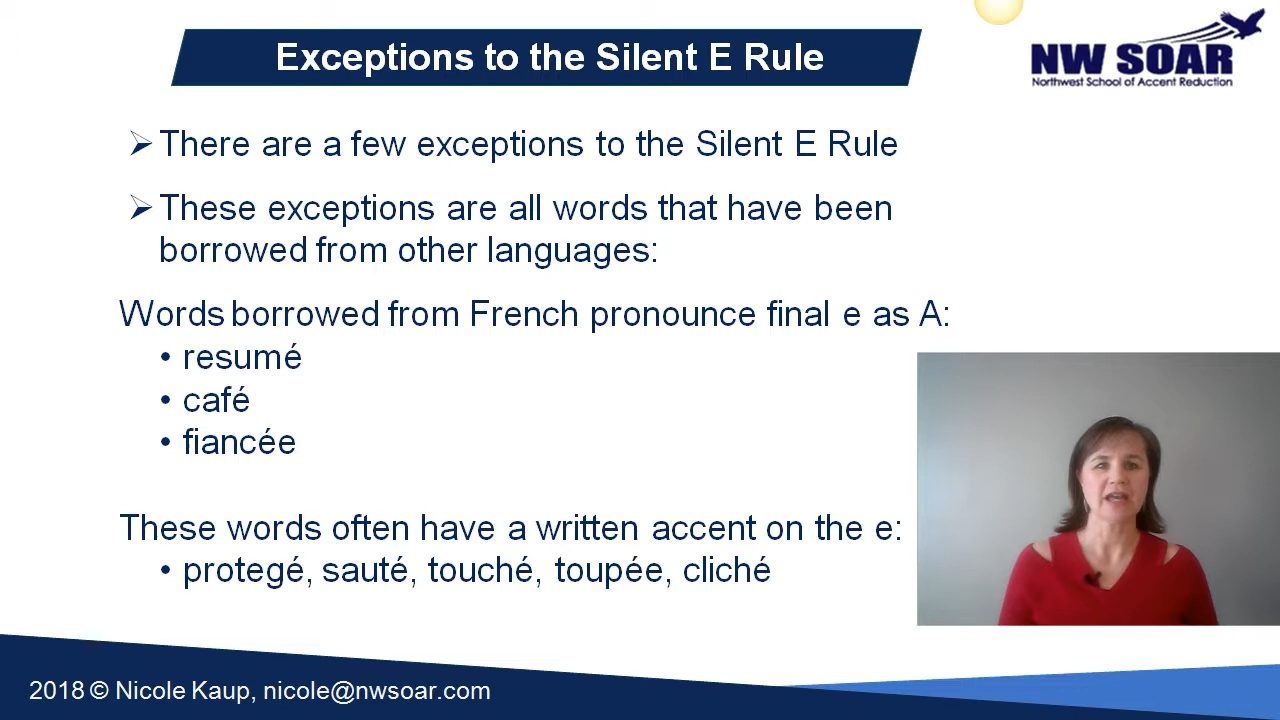 Exceptions to the Silent E Rule
NW SOAR
Northwest School of Accent Reduction
➢ There are a few exceptions to the Silent E Rule
➢ These exceptions are all words that have been
borrowed from other languages:
Words borrowed from French pronounce final e as A:
• resumé
• café
• fiancée
These words often have a written accent on the e:
• protegé, sauté, touché, toupée, cliché
2018 © Nicole Kaup, nicole@nwsoar.com